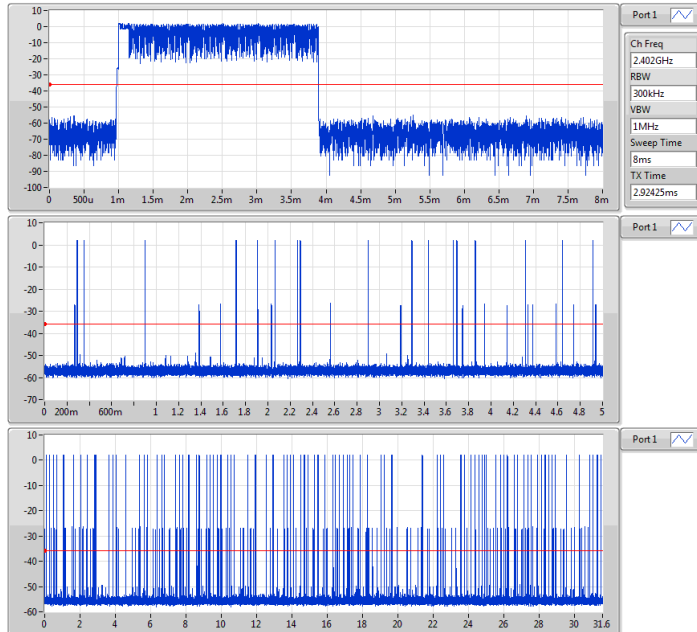 10-
0-
-10-
-20-
-30-
-40-
-50-
-60-
-70-
-80-
-90-
-100-
0 500u 1m 1.5m 2m 2.5m 3m 3.5m 4m 4.5m 5m 5.5m 6m 6.5m 7m 7.5m 8m
Port 1
Ch Freq
2.402GHz
RBW
300kHz
VBW
1MHz
Sweep Time
8ms
TX Time
2.92425ms
10-
0-
-10-
-20-
-30-
-40-
-50-
-60-
-70-
0 200m 600m 1 1.2 1.4 1.6 1.8 2 2.2 2.4 2.6 2.8 3 3.2 3.4 3.6 3.8 4 4.2 4.4 4.6 4.8 5
Port 1
10-
0-
-10-
-20-
-30-
-40-
-50-
-60-
0 2 4 6 8 10 12 14 16 18 20 22 24 26 28 30 31.6
Port 1